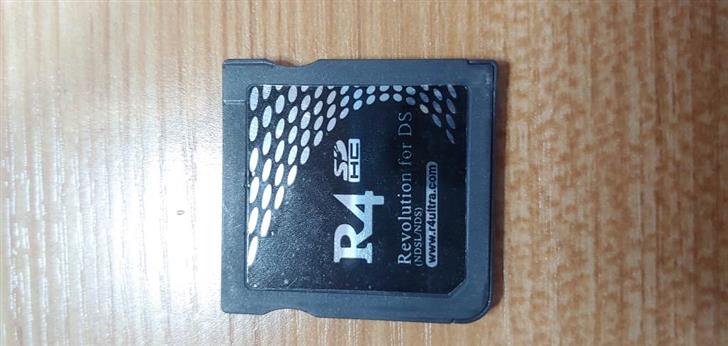 R4 SDHC
Revolution for DS
(NDSL/NDS)
www.r4ultra.com